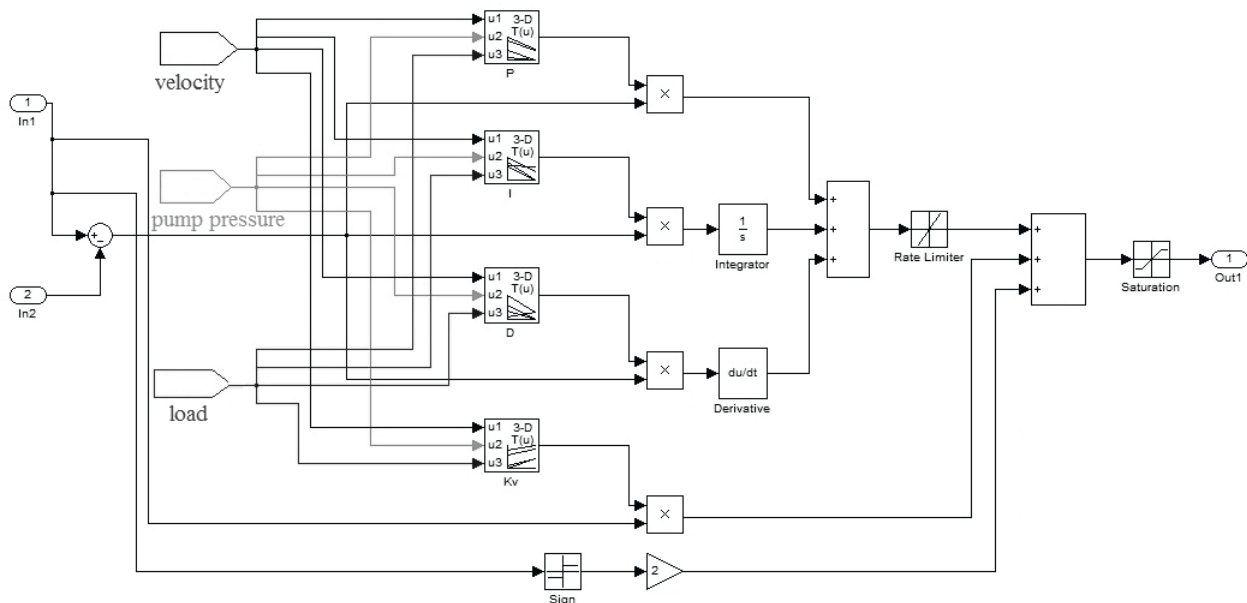 u1 3-D
T(u)
u2
u3
P
velocity
×
1
In1
u1 3-D
T(u)
u2
u3
I
pump pressure
×
1
s
Integrator
+
-
+
+
+
Rate Limiter
+
+
+
Saturation
1
Out1
2
In2
u1 3-D
T(u)
u2
u3
D
×
du/dt
Derivative
load
u1 3-D
T(u)
u2
u3
Kv
×
2
Sign